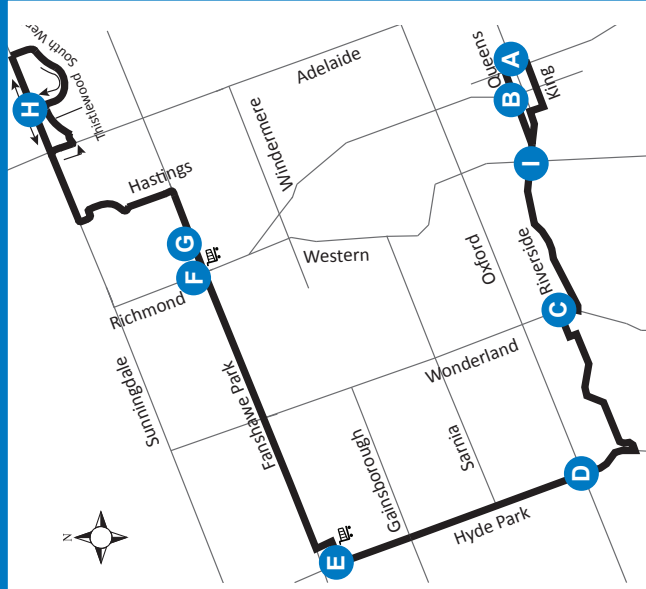 South Wen
Thistlewood
H
Adelaide
Queens
A
B
King
Windermere
Hastings
I
G
Western
F
Richmond
Oxford
Riverside
C
Sunningdale
Fanshawe Park
Wonderland
Gainsborough
Sarnia
D
Hyde Park
E
N